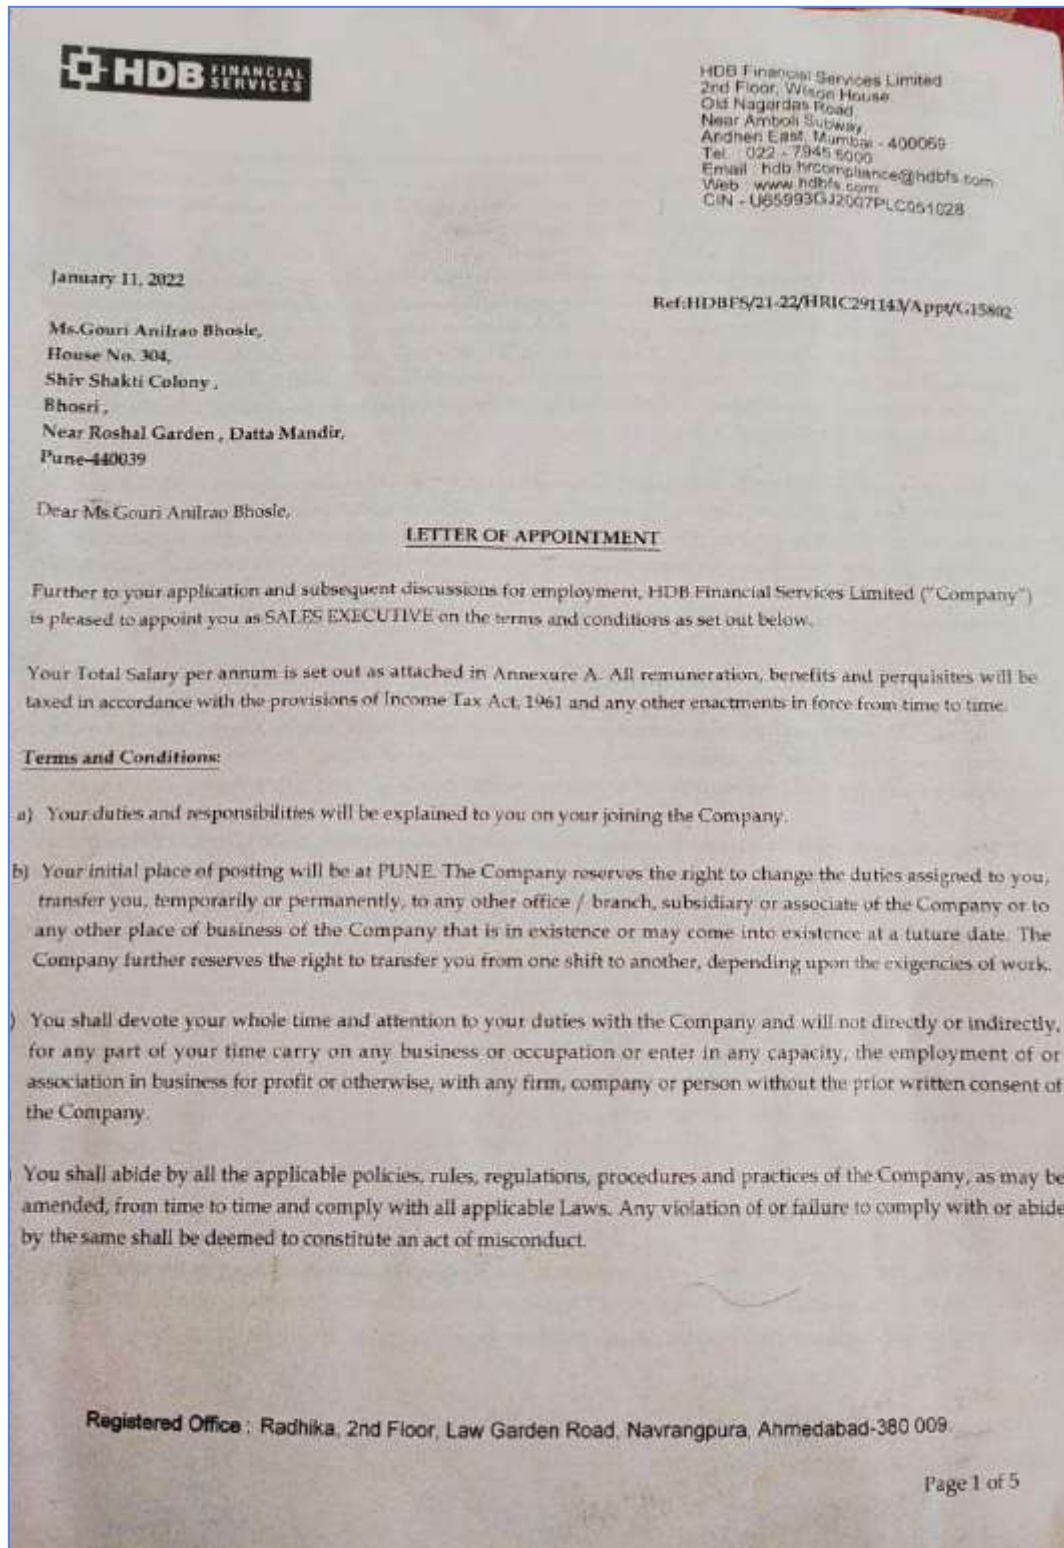 HDB FINANCIAL SERVICES
HDB Financial Services Limited
2nd Floor, Wilson House,
Old Nagardas Road,
Near Amboli Subway,
Andheri East, Mumbai - 400069
Tel : 022 - 7945 5000
Email : hdb.hrcompliance@hdbfs.com
Web : www.hdbfs.com
CIN - U65993GJ2007PLC051028
January 11, 2022
Ref:HDBFS/21-22/HRIC291143/Appt/G15802
Ms.Gouri Anilrao Bhosle,
House No. 304,
Shiv Shakti Colony ,
Bhosri ,
Near Roshal Garden , Datta Mandir,
Pune-440039
Dear Ms.Gouri Anilrao Bhosle,
LETTER OF APPOINTMENT
Further to your application and subsequent discussions for employment, HDB Financial Services Limited ("Company")
is pleased to appoint you as SALES EXECUTIVE on the terms and conditions as set out below.
Your Total Salary per annum is set out as attached in Annexure A. All remuneration, benefits and perquisites will be
taxed in accordance with the provisions of Income Tax Act, 1961 and any other enactments in force from time to time.
Terms and Conditions:
a) Your duties and responsibilities will be explained to you on your joining the Company.
b) Your initial place of posting will be at PUNE. The Company reserves the right to change the duties assigned to you,
transfer you, temporarily or permanently, to any other office / branch, subsidiary or associate of the Company or to
any other place of business of the Company that is in existence or may come into existence at a future date. The
Company further reserves the right to transfer you from one shift to another, depending upon the exigencies of work.
) You shall devote your whole time and attention to your duties with the Company and will not directly or indirectly,
for any part of your time carry on any business or occupation or enter in any capacity, the employment of or
association in business for profit or otherwise, with any firm, company or person without the prior written consent of
the Company.
) You shall abide by all the applicable policies, rules, regulations, procedures and practices of the Company, as may be
amended, from time to time and comply with all applicable Laws. Any violation of or failure to comply with or abide
by the same shall be deemed to constitute an act of misconduct.
Registered Office : Radhika, 2nd Floor, Law Garden Road, Navrangpura, Ahmedabad-380 009.
Page 1 of 5